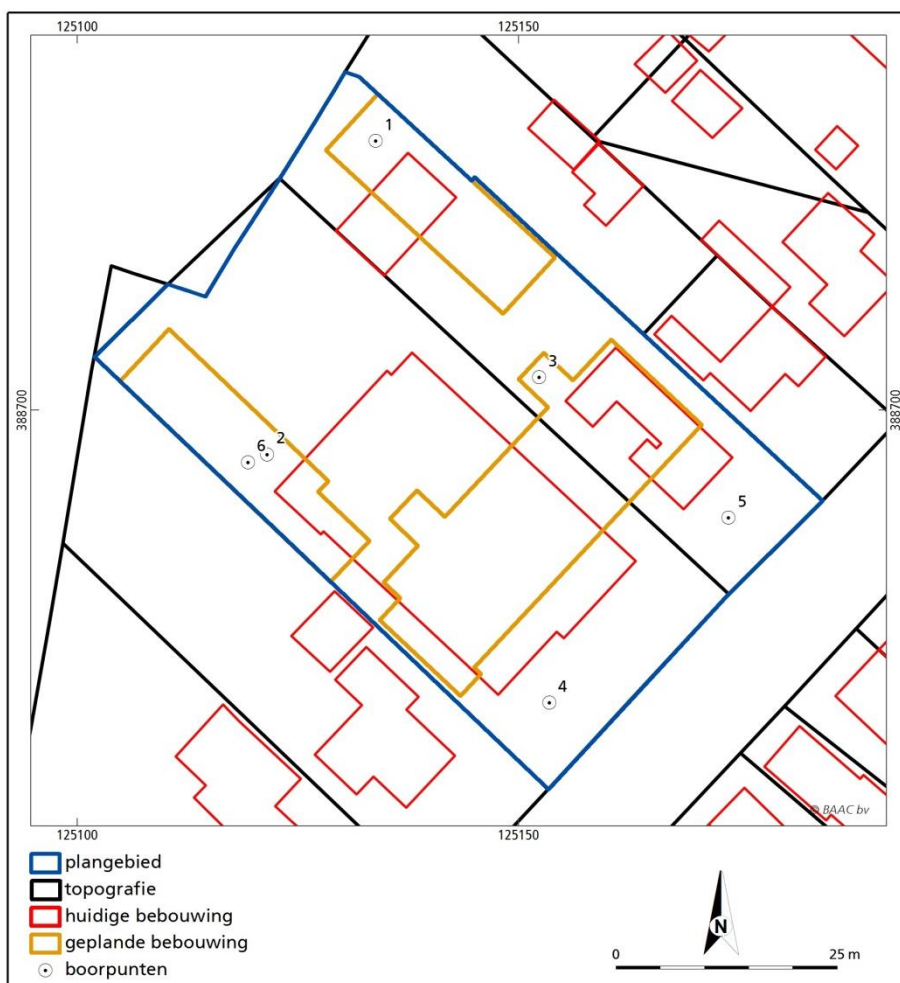 125100 125150
1
3
388700 388700
6 2
5
4
© BAAC bv
125100 125150
plangebied
topografie
huidige bebouwing
geplande bebouwing
boorpunten
N
0 25 m